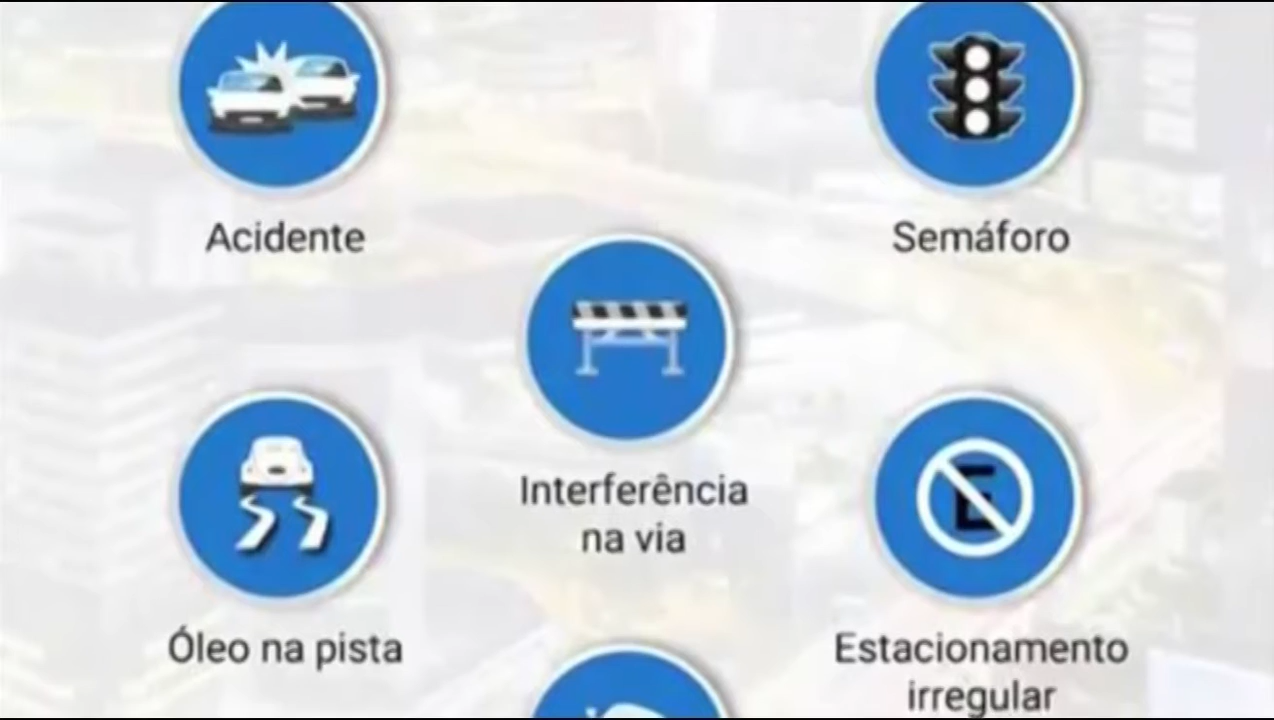 Acidente
Semáforo
Interferência
na via
E
Óleo na pista
Estacionamento
irregular